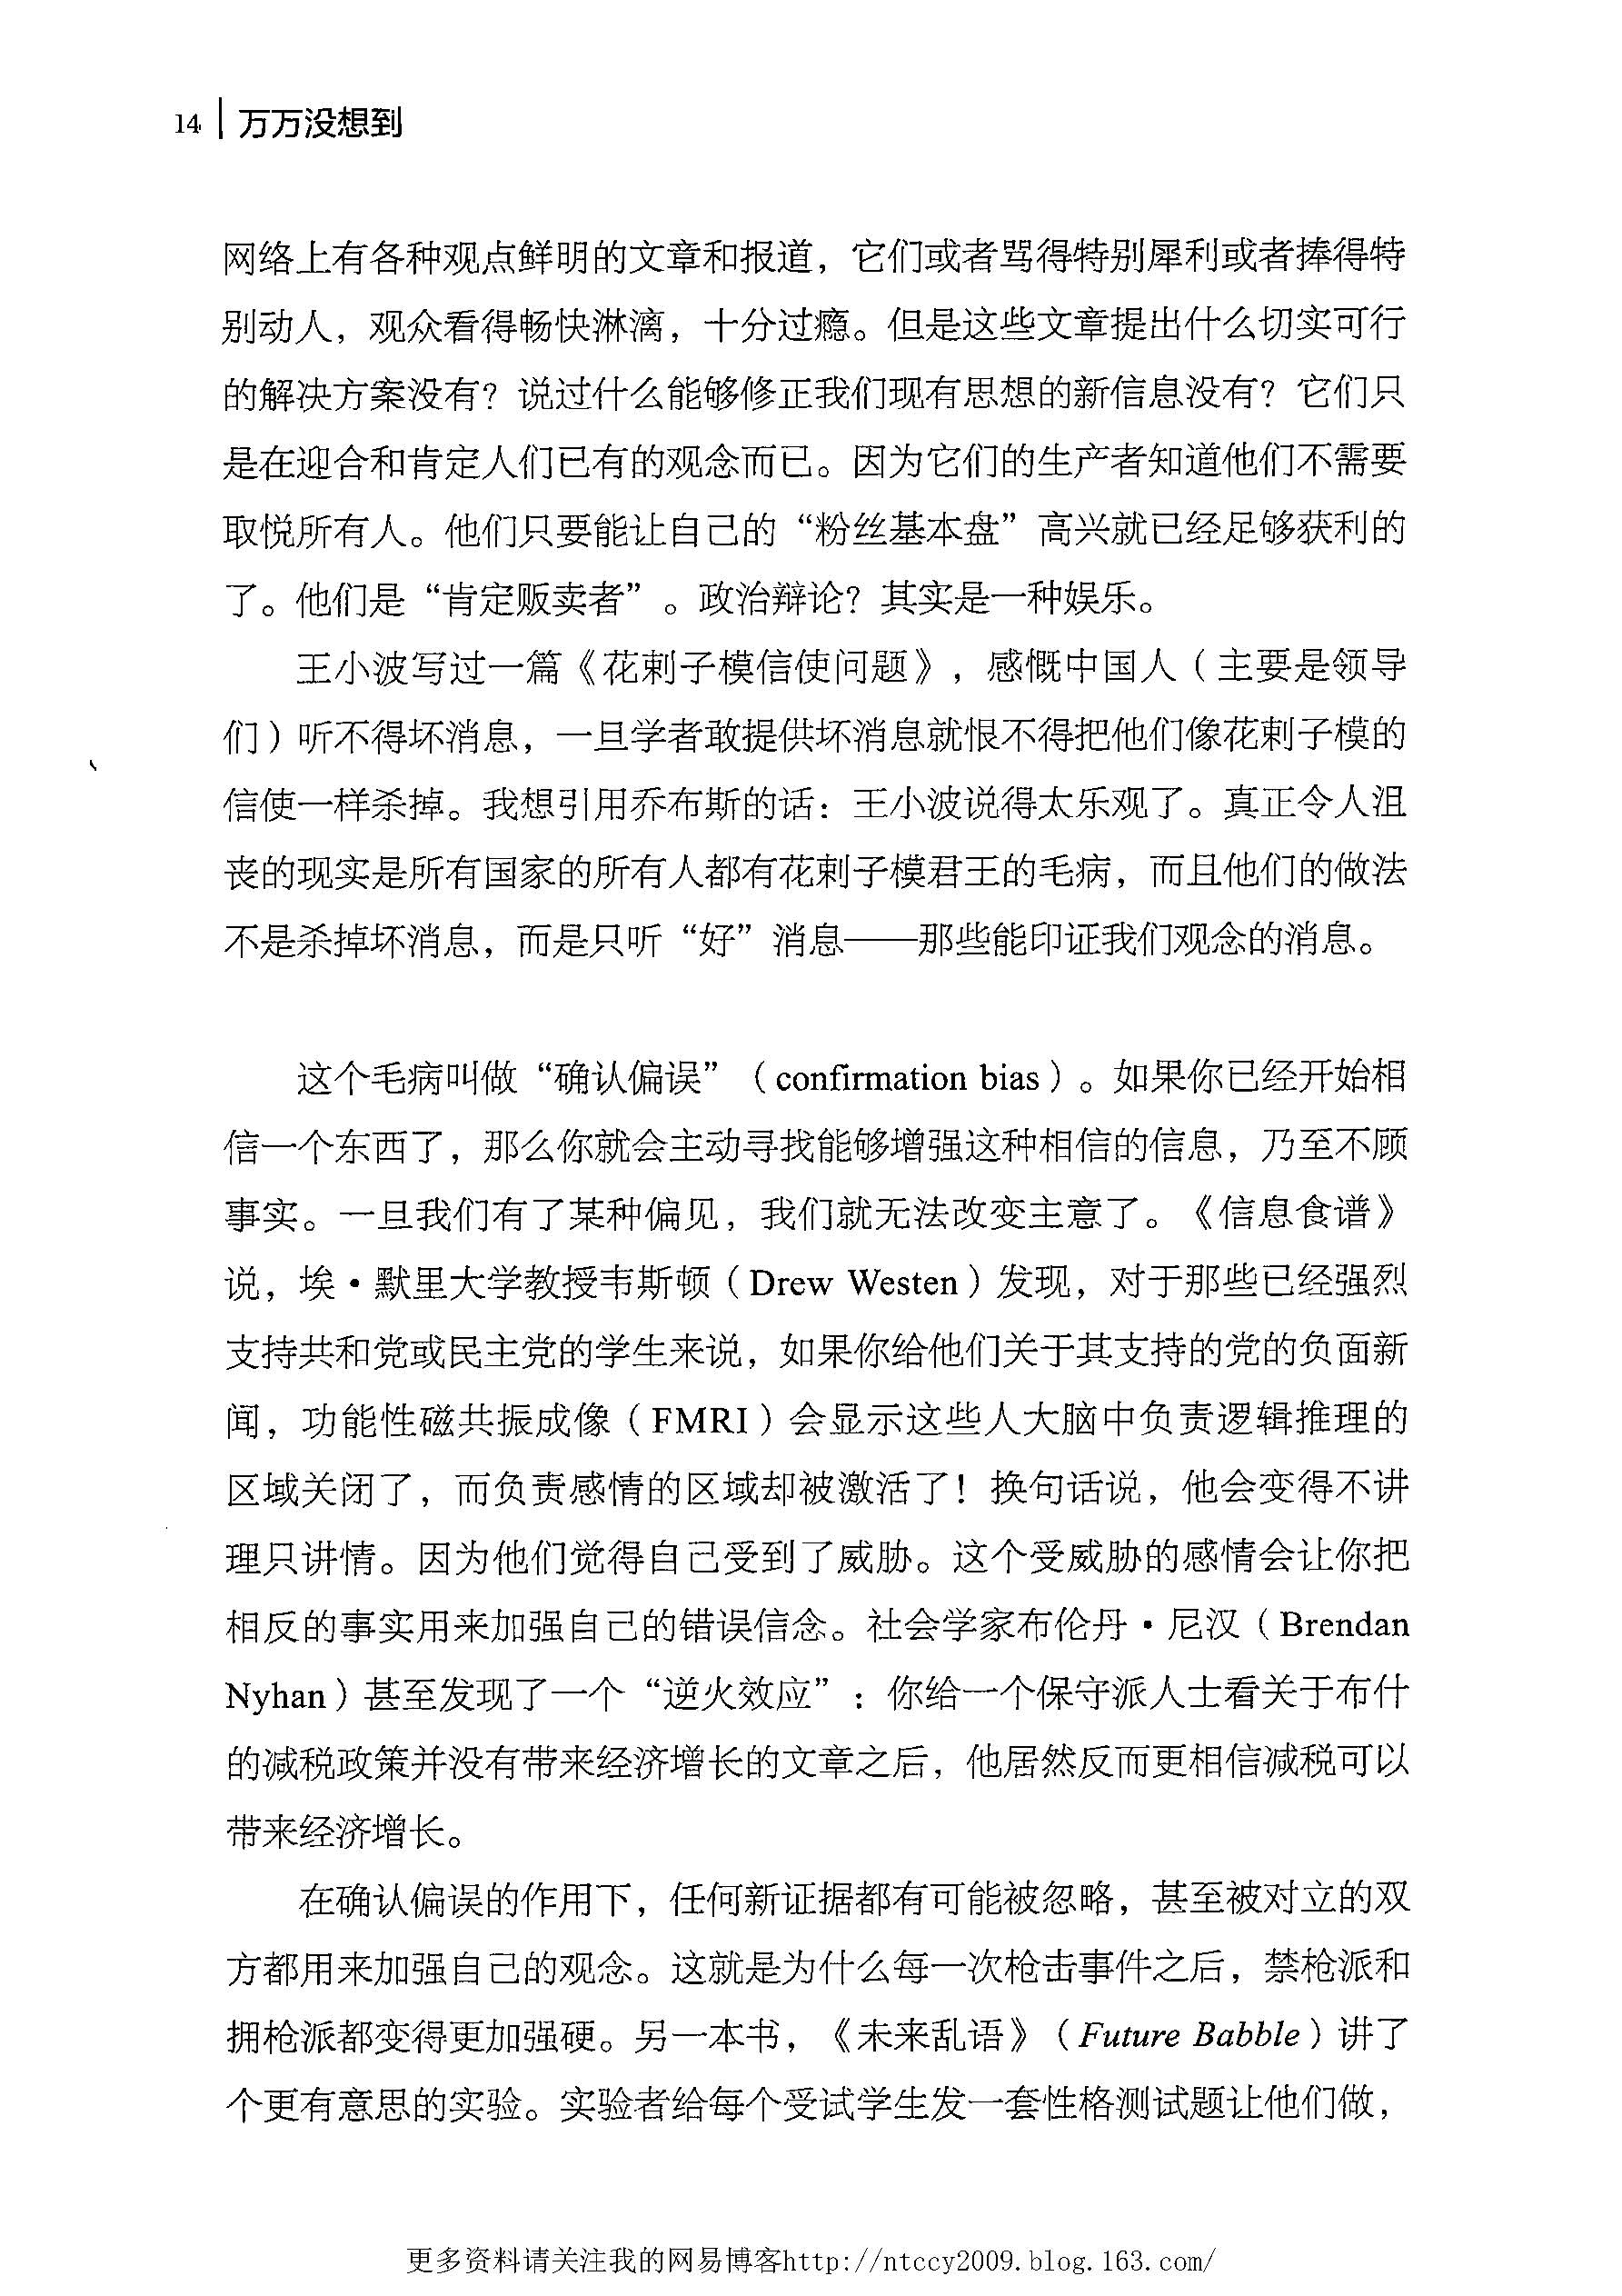 14 万万没想到
网络上有各种观点鲜明的文章和报道，它们或者骂得特别犀利或者捧得特
别动人，观众看得畅快淋漓，十分过瘾。但是这些文章提出什么切实可行
的解决方案没有？说过什么能够修正我们现有思想的新信息没有？它们只
是在迎合和肯定人们已有的观念而已。因为它们的生产者知道他们不需要
取悦所有人。他们只要能让自己的“粉丝基本盘”高兴就已经足够获利的
了。他们是“肯定贩卖者”。政治辩论？其实是一种娱乐。
王小波写过一篇《花剌子模信使问题》，感慨中国人（主要是领导
们）听不得坏消息，一旦学者敢提供坏消息就恨不得把他们像花剌子模的
信使一样杀掉。我想引用乔布斯的话：王小波说得太乐观了。真正令人沮
丧的现实是所有国家的所有人都有花剌子模君王的毛病，而且他们的做法
不是杀掉坏消息，而是只听“好”消息——那些能印证我们观念的消息。
这个毛病叫做“确认偏误”（confirmation bias）。如果你已经开始相
信一个东西了，那么你就会主动寻找能够增强这种相信的信息，乃至不顾
事实。一旦我们有了某种偏见，我们就无法改变主意了。《信息食谱》
说，埃·默里大学教授韦斯顿（Drew Westen）发现，对于那些已经强烈
支持共和党或民主党的学生来说，如果你给他们关于其支持的党的负面新
闻，功能性磁共振成像（FMRI）会显示这些人大脑中负责逻辑推理的
区域关闭了，而负责感情的区域却被激活了！换句话说，他会变得不讲
理只讲情。因为他们觉得自己受到了威胁。这个受威胁的感情会让你把
相反的事实用来加强自己的错误信念。社会学家布伦丹·尼汉（Brendan
Nyhan）甚至发现了一个“逆火效应”：你给一个保守派人士看关于布什
的减税政策并没有带来经济增长的文章之后，他居然反而更相信减税可以
带来经济增长。
在确认偏误的作用下，任何新证据都有可能被忽略，甚至被对立的双
方都用来加强自己的观念。这就是为什么每一次枪击事件之后，禁枪派和
拥枪派都变得更加强硬。另一本书，《未来乱语》（Future Babble）讲了
个更有意思的实验。实验者给每个受试学生发一套性格测试题让他们做，
更多资料请关注我的网易博客http://ntccy2009.blog.163.com/